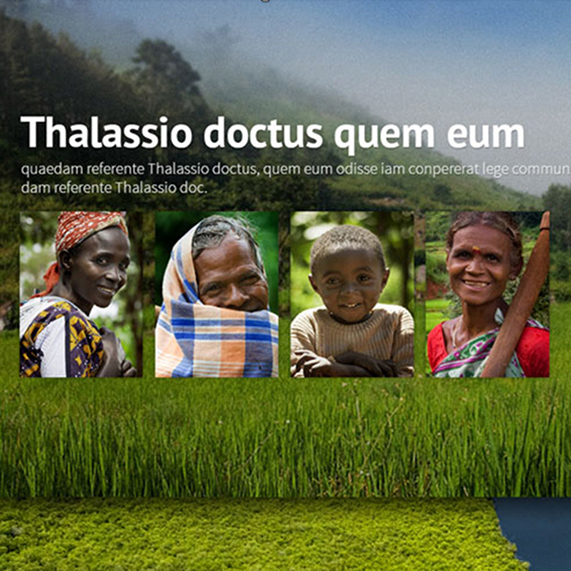 Thalassio doctus quem eum
quaedam referente Thalassio doctus, quem eum odisse iam conpererat lege commun
dam referente Thalassio doc.